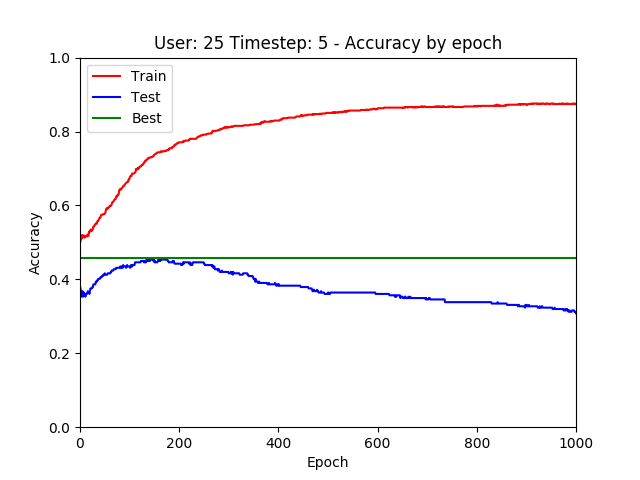 User: 25 Timestep: 5 - Accuracy by epoch
1.0
Train
Test
Best
0.8
0.6
Accuracy
0.4
0.2
0.0
0 200 400 600 800 1000
Epoch